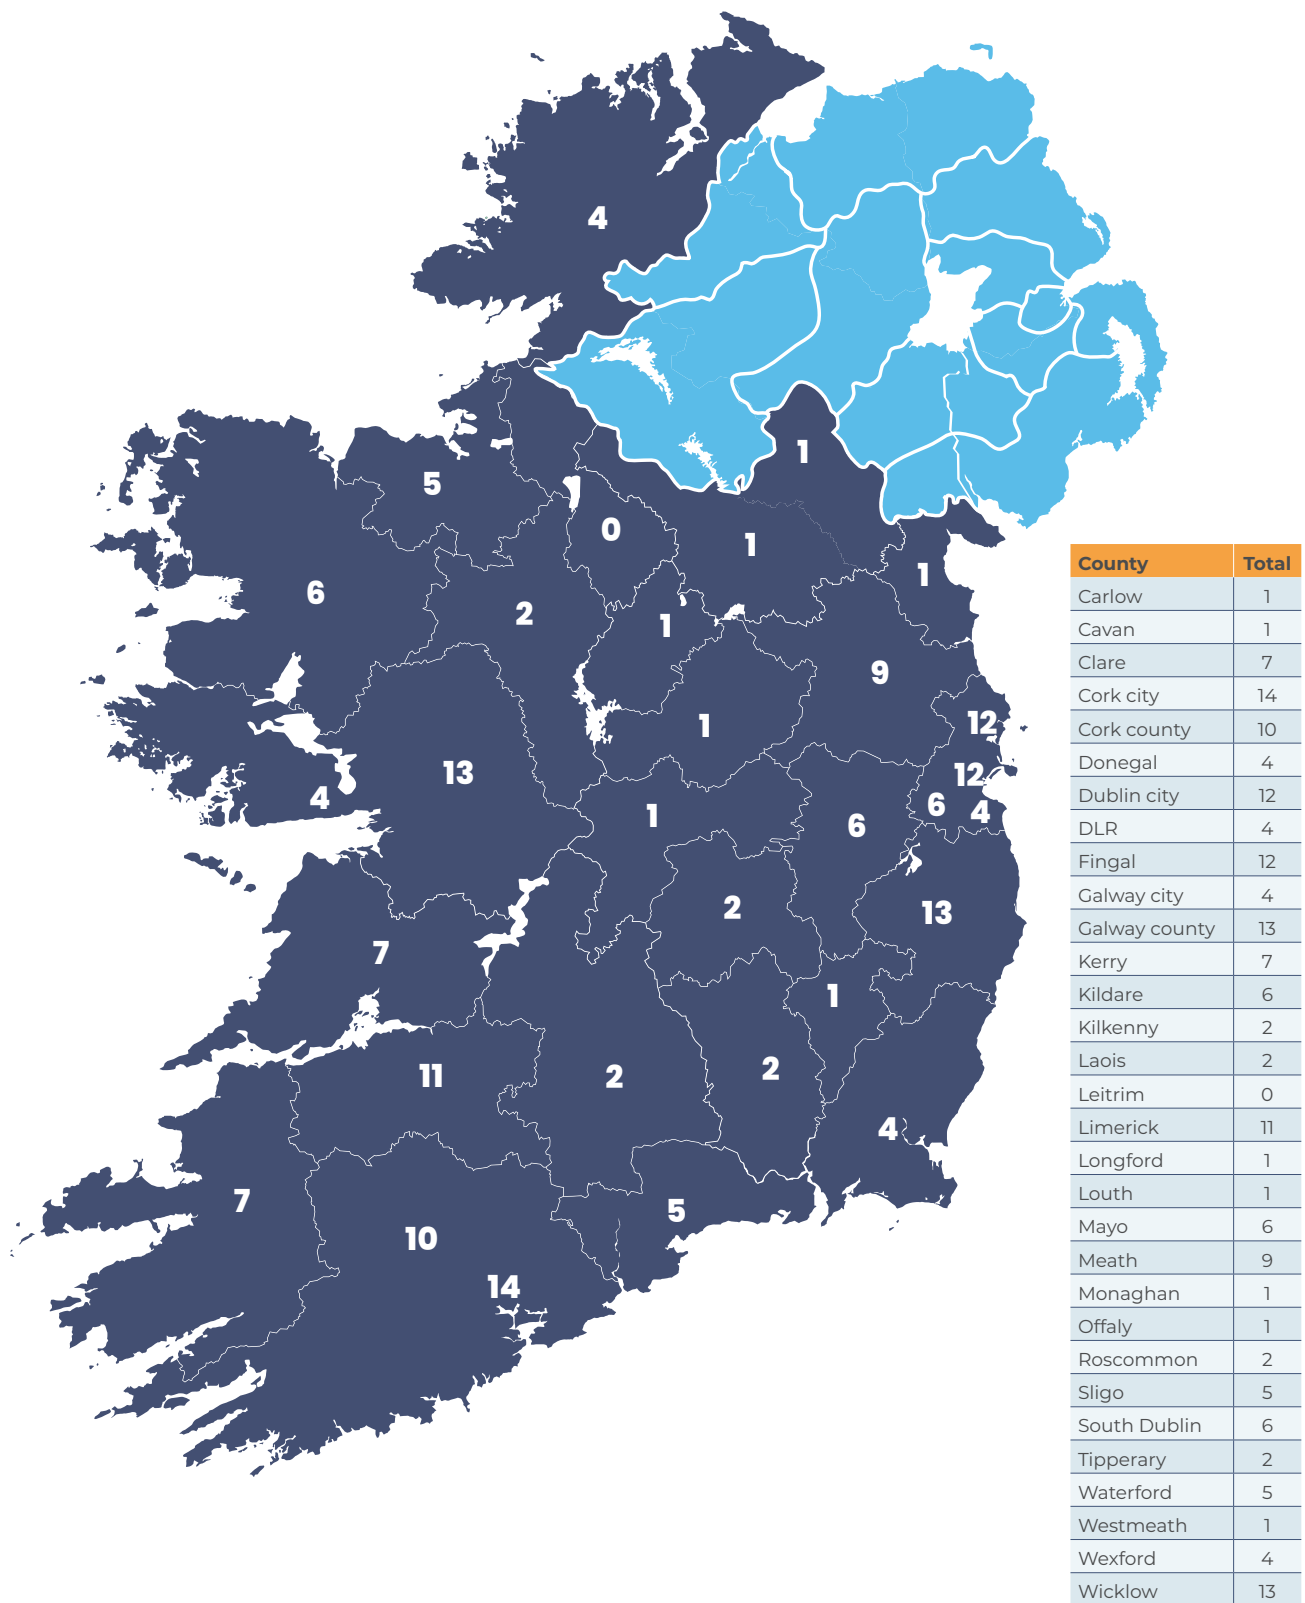 4
1
5
0
1
1
6
2
1
9
1
12
13
12
4
1
6
4
6
2
13
7
1
11
2
2
4
7
5
10
14
County Total
Carlow 1
Cavan 1
Clare 7
Cork city 14
Cork county 10
Donegal 4
Dublin city 12
DLR 4
Fingal 12
Galway city 4
Galway county 13
Kerry 7
Kildare 6
Kilkenny 2
Laois 2
Leitrim 0
Limerick 11
Longford 1
Louth 1
Mayo 6
Meath 9
Monaghan 1
Offaly 1
Roscommon 2
Sligo 5
South Dublin 6
Tipperary 2
Waterford 5
Westmeath 1
Wexford 4
Wicklow 13